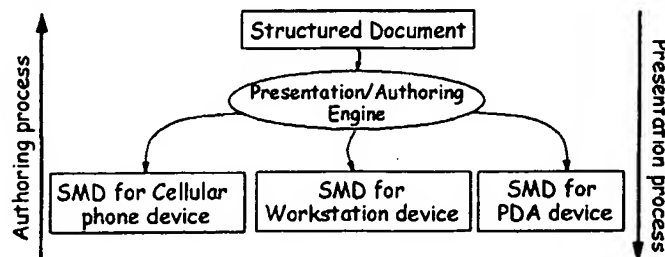 Structured Document
Authoring process
Presentation/Authoring
Engine
Presentation process
SMD for Cellular
phone device
SMD for
Workstation device
SMD for
PDA device